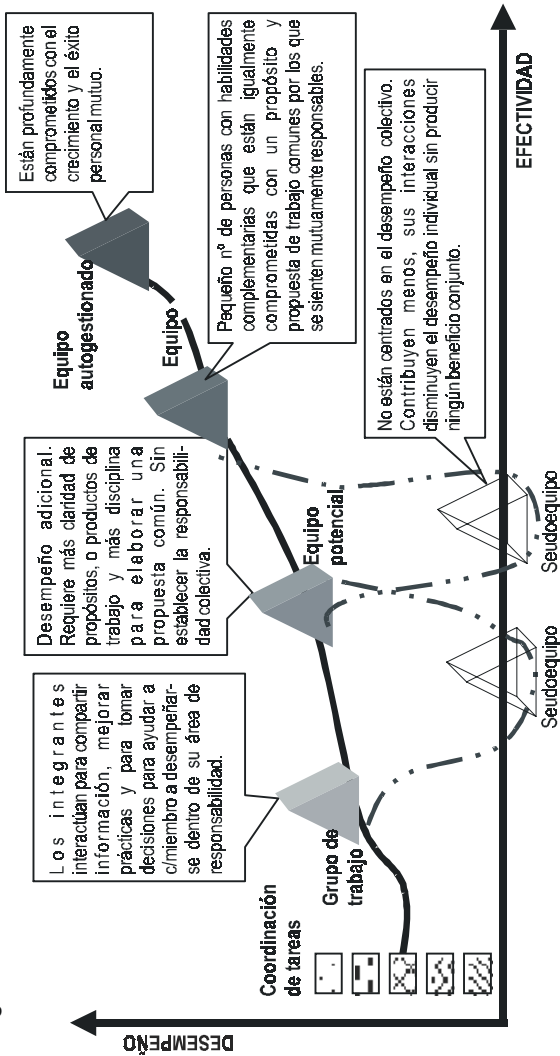 DESEMPEÑO
EFECTIVIDAD
Coordinación
de tareas
Grupo de
trabajo
Los integrantes
interactúan para compartir
información, mejorar
prácticas y para tomar
decisiones para ayudar a
c/miembro a desempeñar-
se dentro de su área de
responsabilidad.
Equipo
potencial
Desempeño adicional.
Requiere más claridad de
propósitos, o productos de
trabajo y más disciplina
para elaborar una
propuesta común. Sin
establecer la responsabili-
dad colectiva.
Equipo
Pequeño nº de personas con habilidades
complementarias que están igualmente
comprometidas con un propósito y
propuesta de trabajo comunes por los que
se sienten mutuamente responsables.
Equipo
autogestionado
Están profundamente
comprometidos con el
crecimiento y el éxito
personal mutuo.
No están centrados en el desempeño colectivo.
Contribuyen menos, sus interacciones
disminuyen el desempeño individual sin producir
ningún beneficio conjunto.
Seudoequipo
Seudoequipo